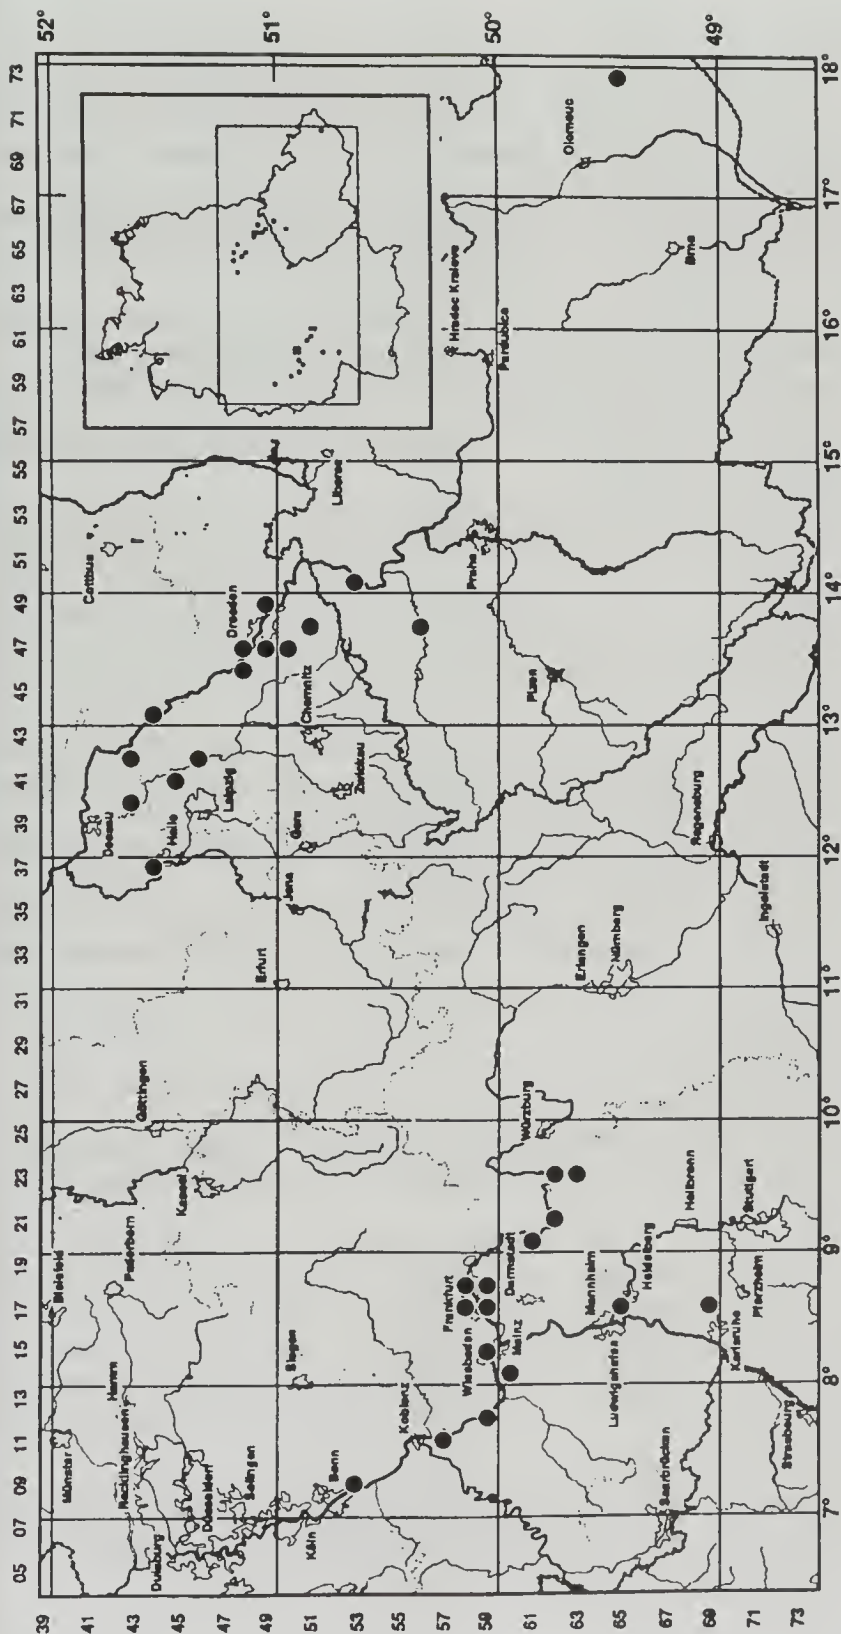 05 07 09 11 13 15 17 19 21 23 25 27 29 31 33 35 37 39 41 43 45 47 49 51 53 55 57 59 61 63 65 67 69 71 73
52°
51°
50°
49°
39
41
43
45
47
49
51
53
55
57
59
61
63
65
67
69
71
73
7° 8° 9° 10° 11° 12° 13° 14° 15° 16° 17° 18°
Münster
Bielefeld
Paderborn
Göttingen
Dessau
Cottbus
Hamm
Recklinghausen
Duisburg
Düsseldorf
Solingen
Kassel
Halle
Leipzig
Dresden
Köln
Bonn
Siegen
Erfurt
Jena
Gera
Chemnitz
Zwickau
Liberec
Koblenz
Wiesbaden
Frankfurt
Mainz
Darmstadt
Würzburg
Praha
Hradec Kralove
Pardubice
Ludwigshafen
Mannheim
Heidelberg
Erlangen
Nürnberg
Plzen
Olomouc
Saarbrücken
Karlsruhe
Heilbronn
Regensburg
Brno
Strasbourg
Pforzheim
Stuttgart
Ingolstadt